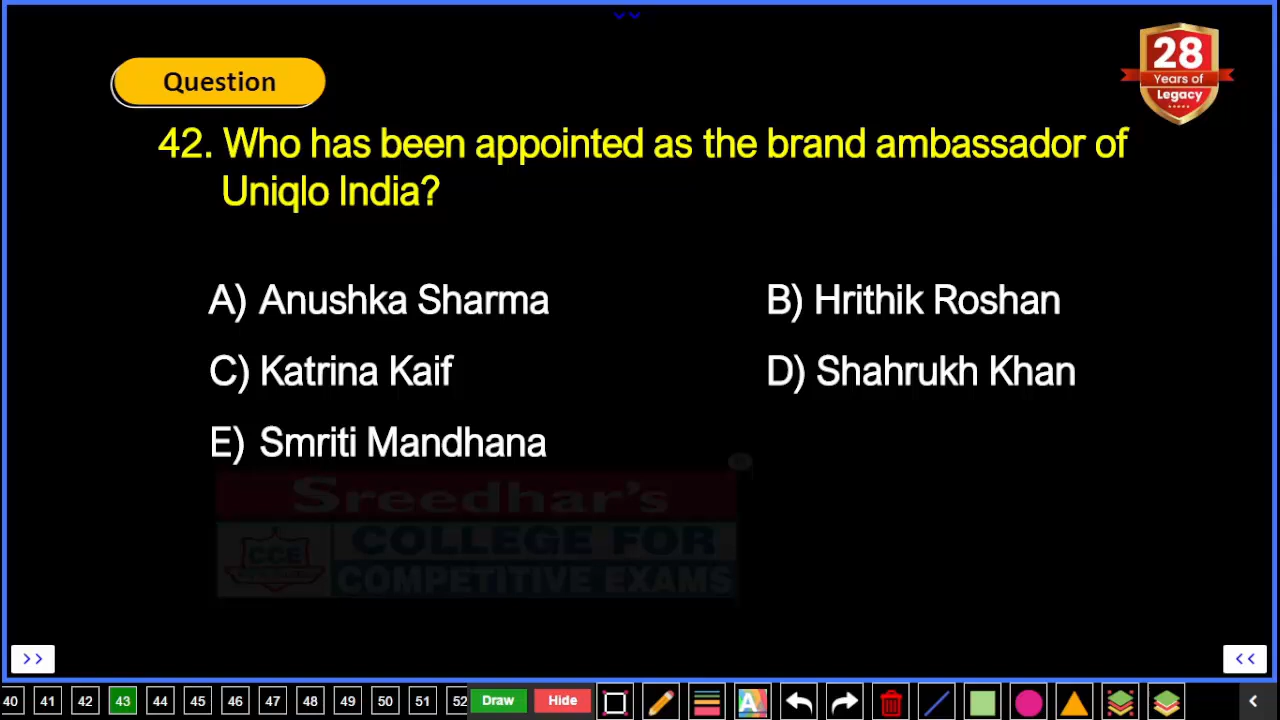 28
Years of
Legacy
Question
42. Who has been appointed as the brand ambassador of
Uniqlo India?
A) Anushka Sharma
B) Hrithik Roshan
C) Katrina Kaif
D) Shahrukh Khan
E) Smriti Mandhana
Sreedhar's
CCE
COLLEGE FOR
COMPETITIVE EXAMS
>>
<<
40 41 42 43 44 45 46 47 48 49 50 51 52 Draw Hide A